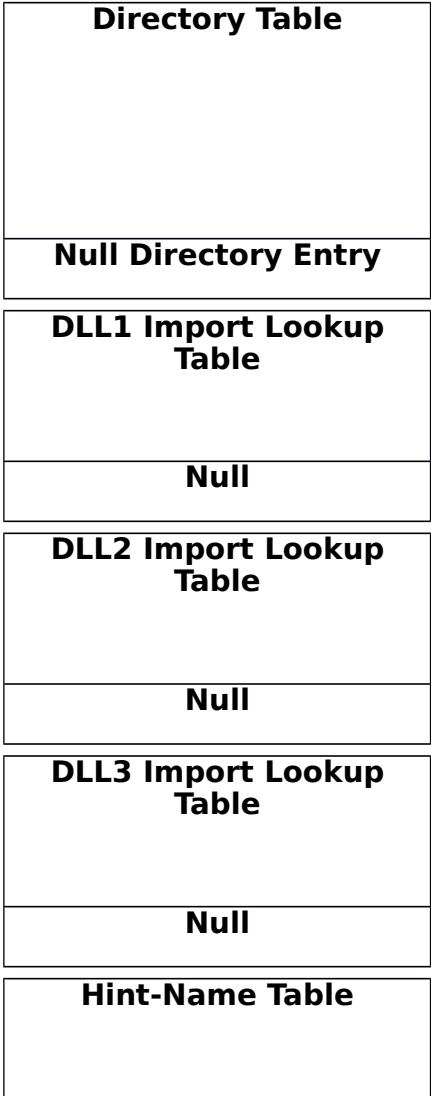 Directory Table
Null Directory Entry
DLL1 Import Lookup
Table
Null
DLL2 Import Lookup
Table
Null
DLL3 Import Lookup
Table
Null
Hint-Name Table